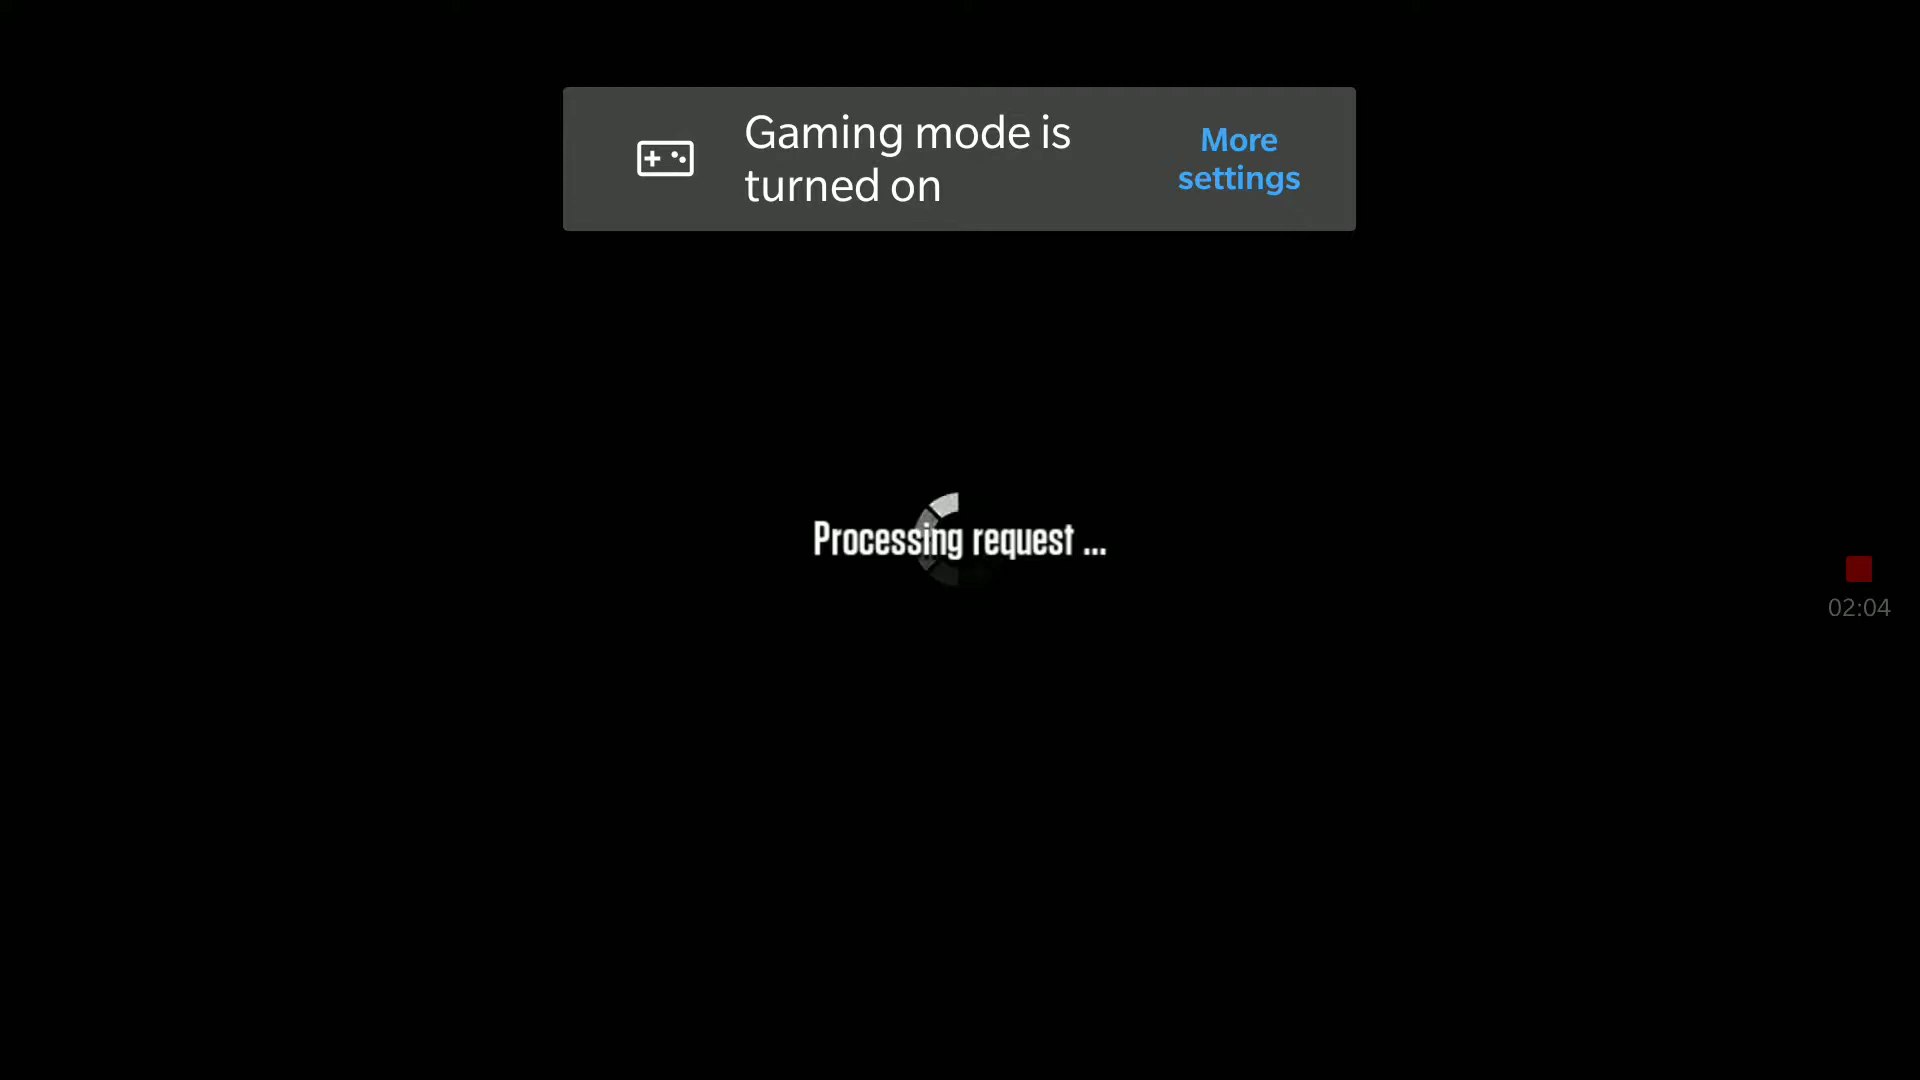 Gaming mode is
turned on
More
settings
Processing request ...
02:04